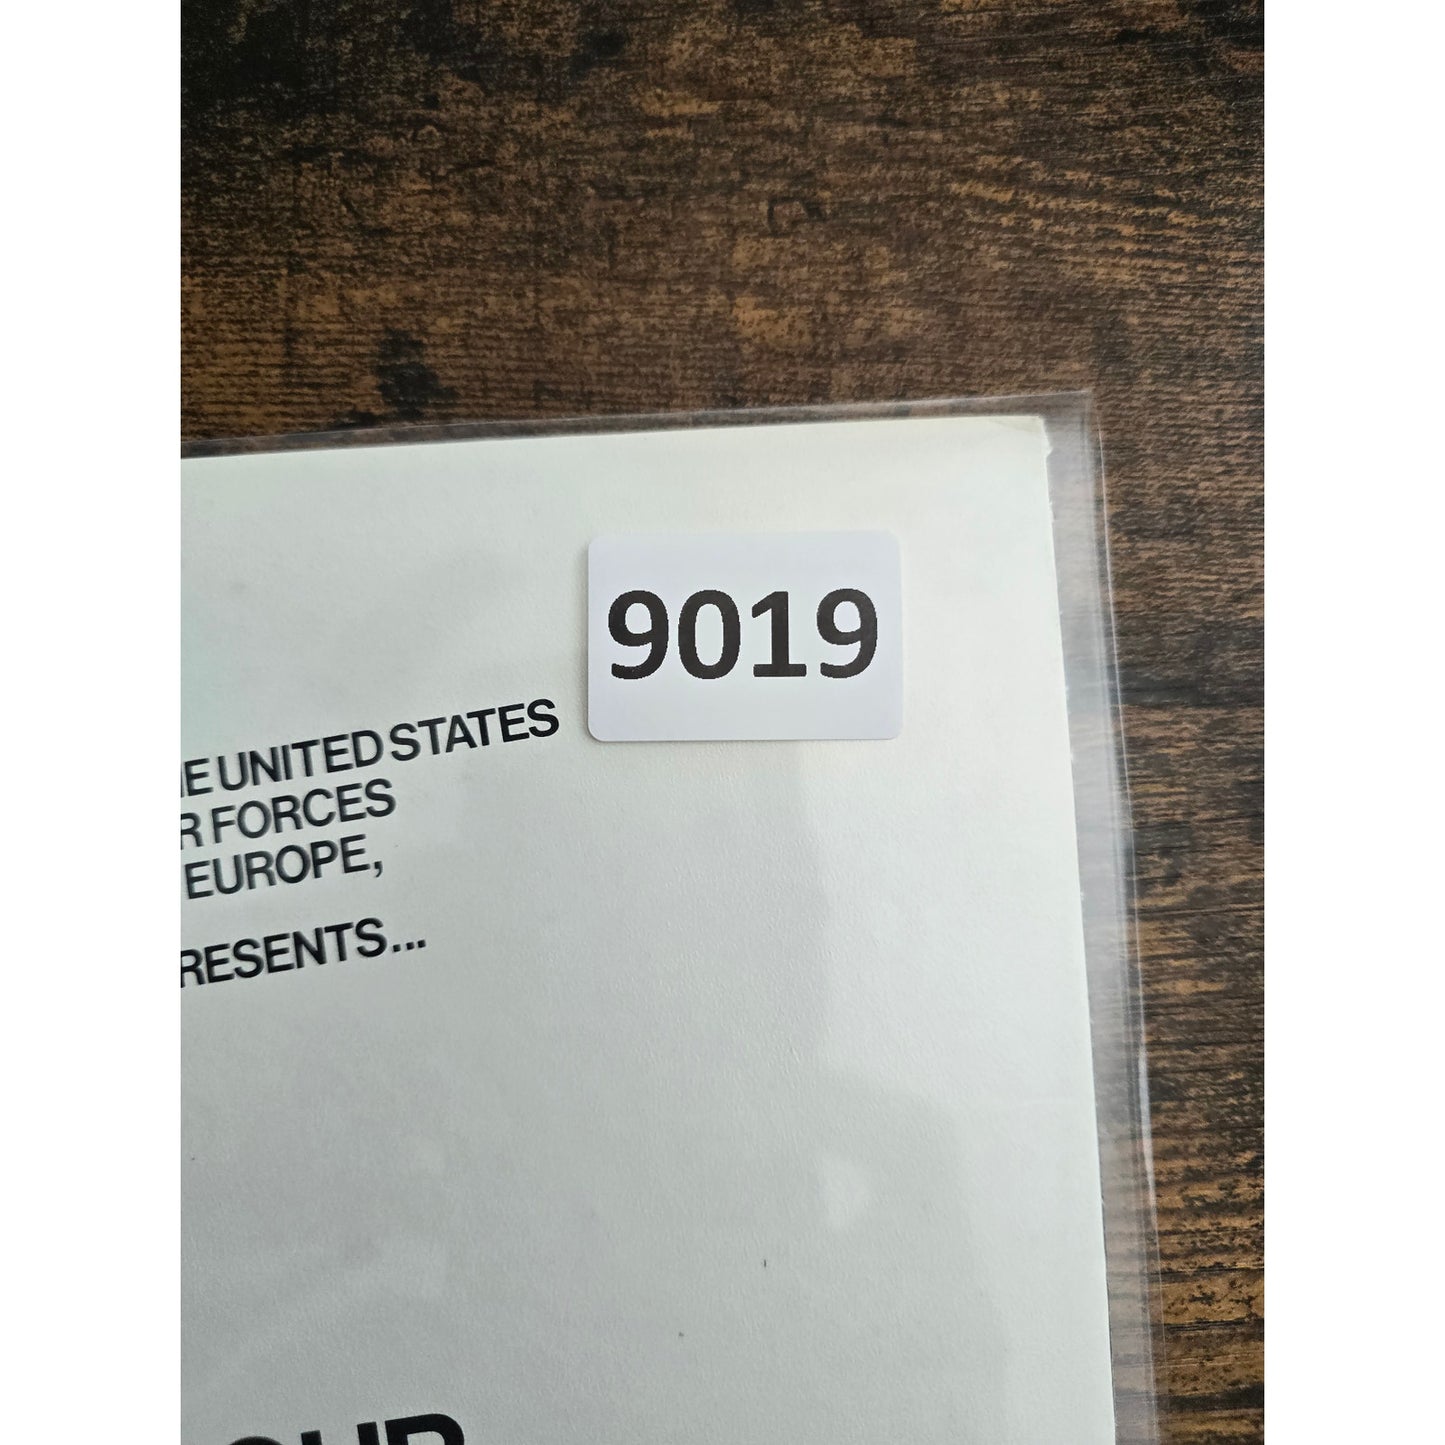 9019
UNITED STATES
FORCES
EUROPE,
RESENTS...